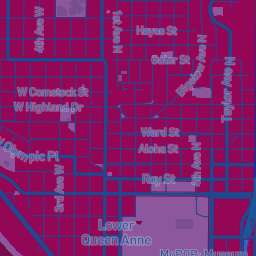 4th Ave W
1st Ave N
Hayes St
Galer St
Bigelow Ave N
Taylor Ave N
W Comstock St
W Highland Dr
Ward St
Aloha St
W Olympic Pl
3rd Ave W
4th Ave N
Roy St
Lower
Queen Anne
Museum